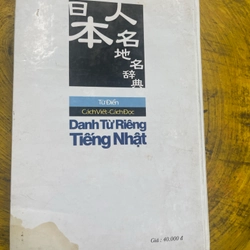 日本人名地名辞典
Từ Điển
Cách Viết - Cách Đọc
Danh Từ Riêng
Tiếng Nhật
Giá : 40.000 đ